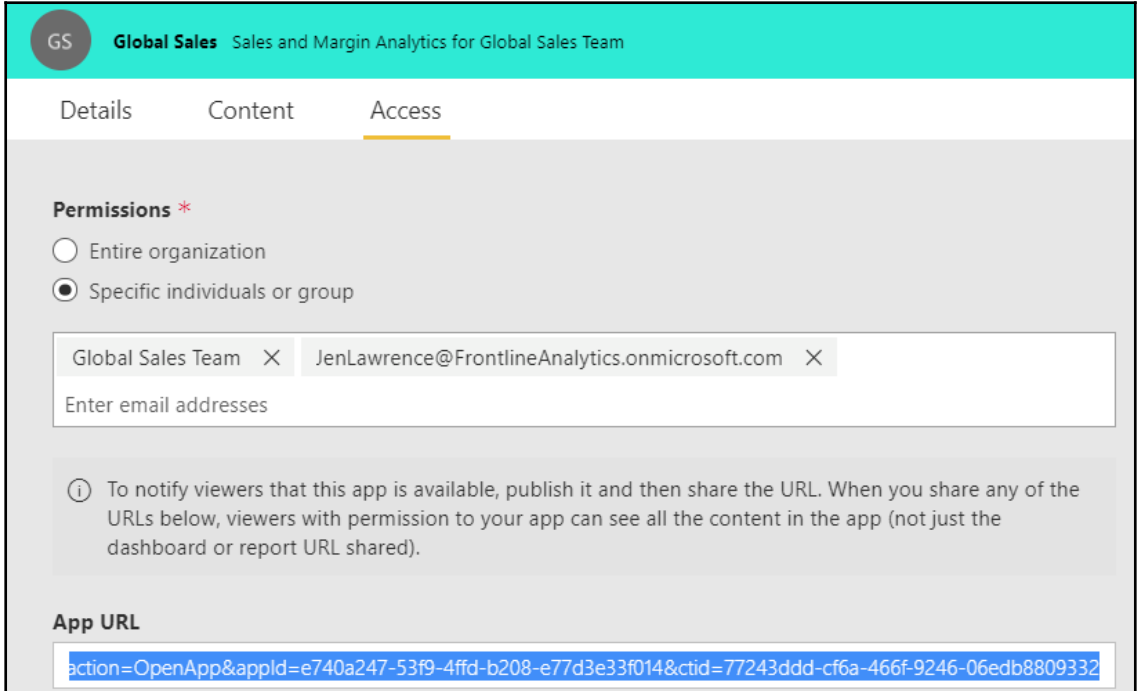 GS Global Sales Sales and Margin Analytics for Global Sales Team
Details Content Access
Permissions *
Entire organization
Specific individuals or group
Global Sales Team X JenLawrence@FrontlineAnalytics.onmicrosoft.com X
Enter email addresses
i To notify viewers that this app is available, publish it and then share the URL. When you share any of the
URLs below, viewers with permission to your app can see all the content in the app (not just the
dashboard or report URL shared).
App URL
action=OpenApp&appId=e740a247-53f9-4ffd-b208-e77d3e33f014&ctid=77243ddd-cf6a-466f-9246-06edb8809332